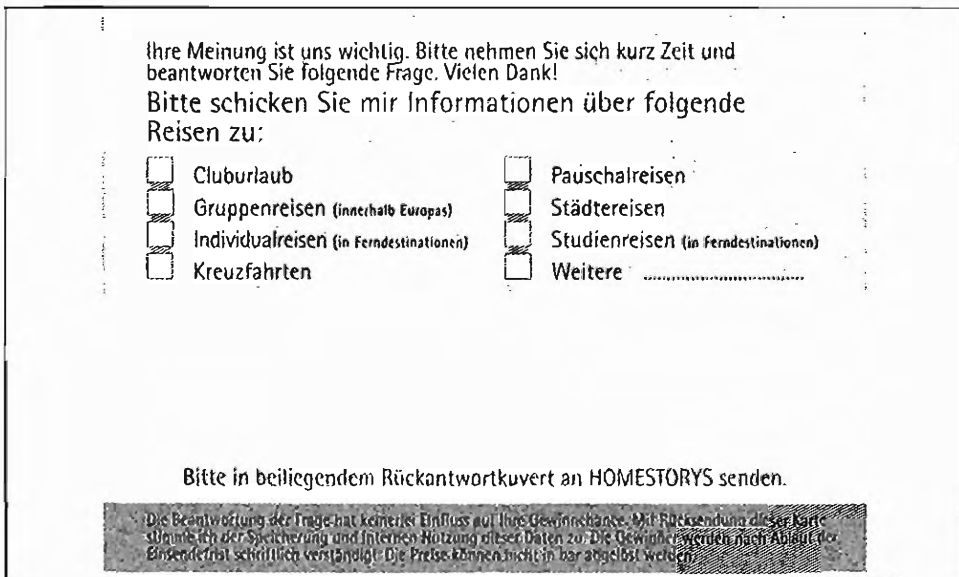 Ihre Meinung ist uns wichtig. Bitte nehmen Sie sich kurz Zeit und
beantworten Sie folgende Frage. Vielen Dank!
Bitte schicken Sie mir Informationen über folgende
Reisen zu:
Cluburlaub
Gruppenreisen (innerhalb Europas)
Individualreisen (in Ferndestinationen)
Kreuzfahrten
Pauschalreisen
Städtereisen
Studienreisen (in Ferndestinationen)
Weitere ..............................
Bitte in beiliegendem Rückantwortkuvert an HOMESTORYS senden.
Die Beantwortung der Frage hat keinerlei Einfluss auf Ihre Gewinnchance. Mit Rücksendung dieser Karte
stimme ich der Speicherung und internen Nutzung dieser Daten zu. Die Gewinner werden nach Ablauf der
Einsendefrist schriftlich verständigt. Die Preise können nicht in bar abgelöst werden.